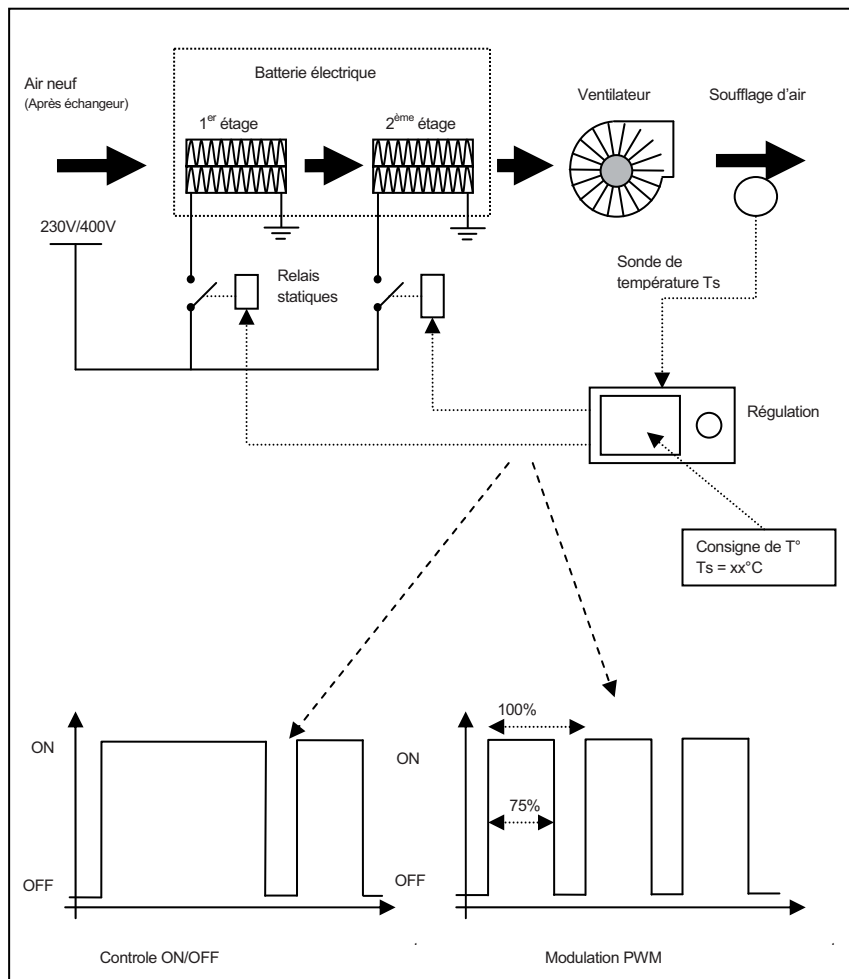 Batterie électrique
Air neuf
(Après échangeur)
Ventilateur
Soufflage d’air
1er étage
2ème étage
230V/400V
Relais
statiques
Sonde de
température Ts
Régulation
Consigne de T°
Ts = xx°C
100%
ON
ON
75%
OFF
OFF
Controle ON/OFF
Modulation PWM